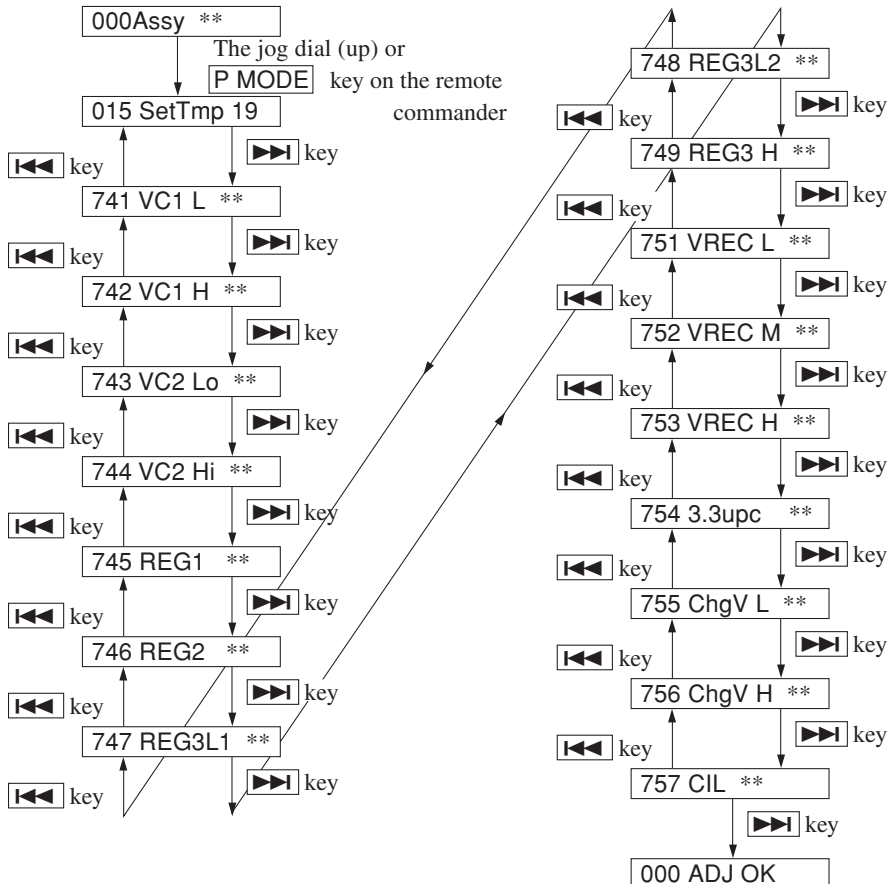 000Assy **
The jog dial (up) or
P MODE key on the remote
commander
015 SetTmp 19
key
key
741 VC1 L **
key
key
742 VC1 H **
key
key
743 VC2 Lo **
key
key
744 VC2 Hi **
key
key
745 REG1 **
key
key
746 REG2 **
key
key
747 REG3L1 **
key
key
748 REG3L2 **
key
key
749 REG3 H **
key
key
751 VREC L **
key
key
752 VREC M **
key
key
753 VREC H **
key
key
754 3.3upc **
key
key
755 ChgV L **
key
key
756 ChgV H **
key
key
757 CIL **
key
000 ADJ OK